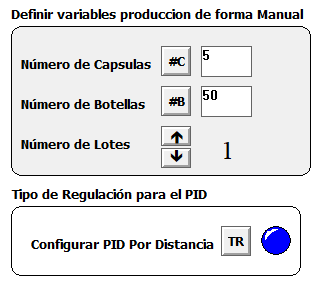 Definir variables produccion de forma Manual
Número de Capsulas #C 5
Número de Botellas #B 50
Número de Lotes 1
Tipo de Regulación para el PID
Configurar PID Por Distancia TR